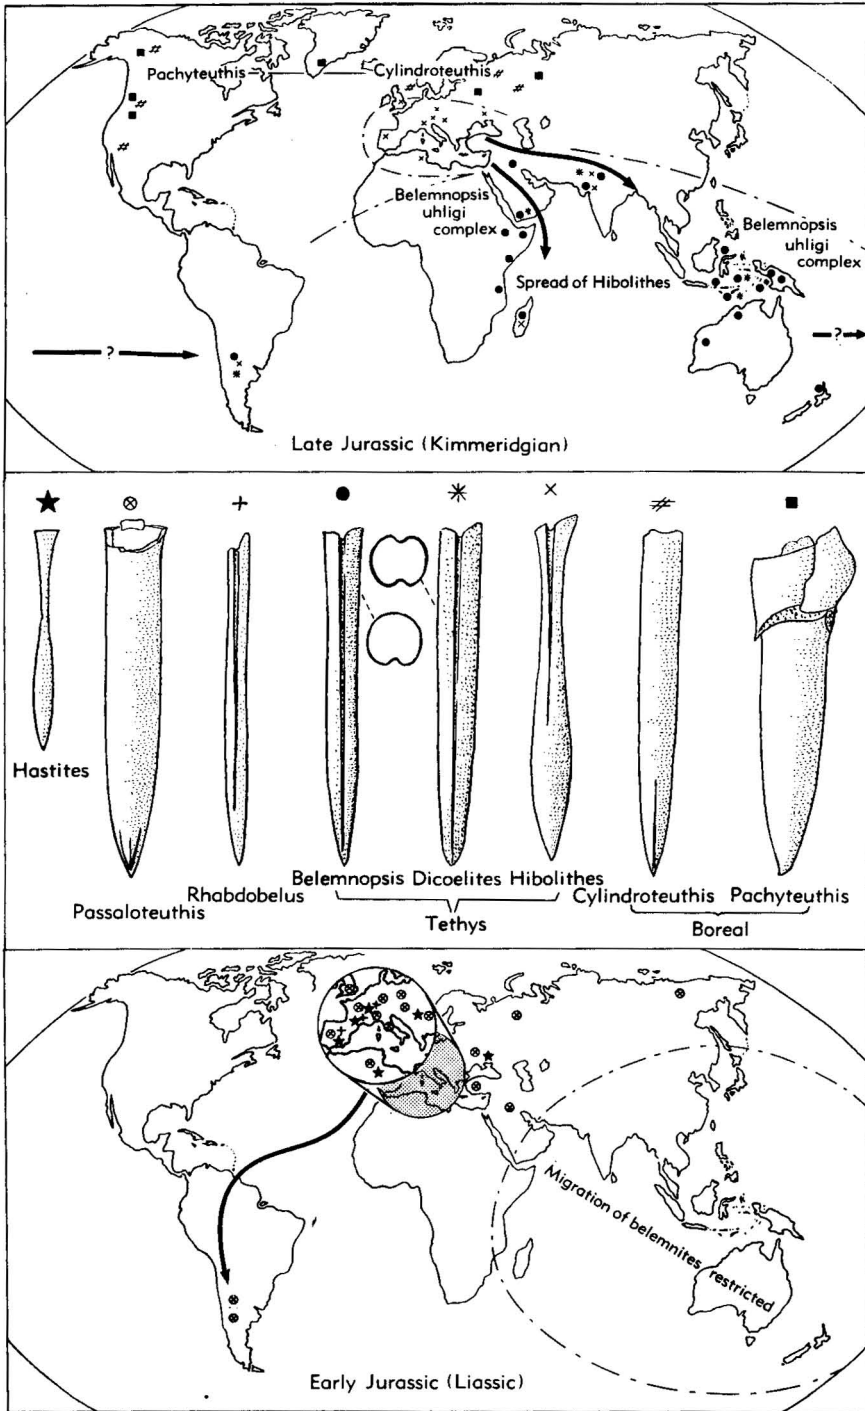 Pachyteuthis
Cylindroteuthis
Belemnopsis
uhligi
complex
Belemnopsis
uhligi
complex
Spread of Hibolithes
?
?
Late Jurassic (Kimmeridgian)
Hastites
Passaloteuthis
Rhabdobelus
Belemnopsis Dicoelites Hibolithes
Tethys
Cylindroteuthis Pachyteuthis
Boreal
Migration of belemnites restricted
Early Jurassic (Liassic)